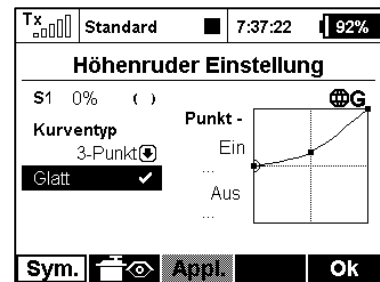 Tx Standard 7:37:22 92%
Höhenruder Einstellung
S1 0% ( ) G
Punkt -
Kurventyp
Ein
3-Punkt
...
Glatt
Aus
...
Sym. Appl. Ok